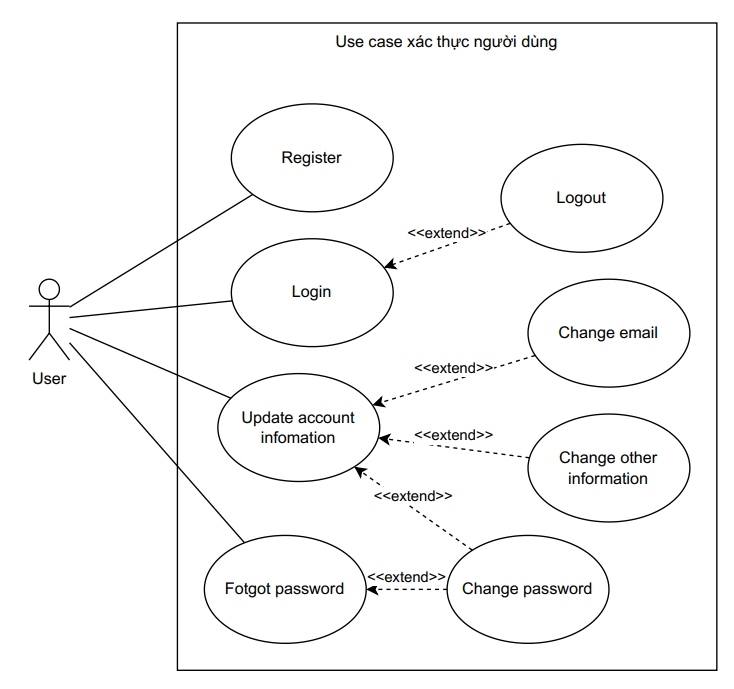 Use case xác thực người dùng
Register
Logout
<<extend>>
Login
Change email
<<extend>>
User
Update account
infomation
<<extend>>
Change other
information
<<extend>>
Fotgot password
<<extend>>
Change password